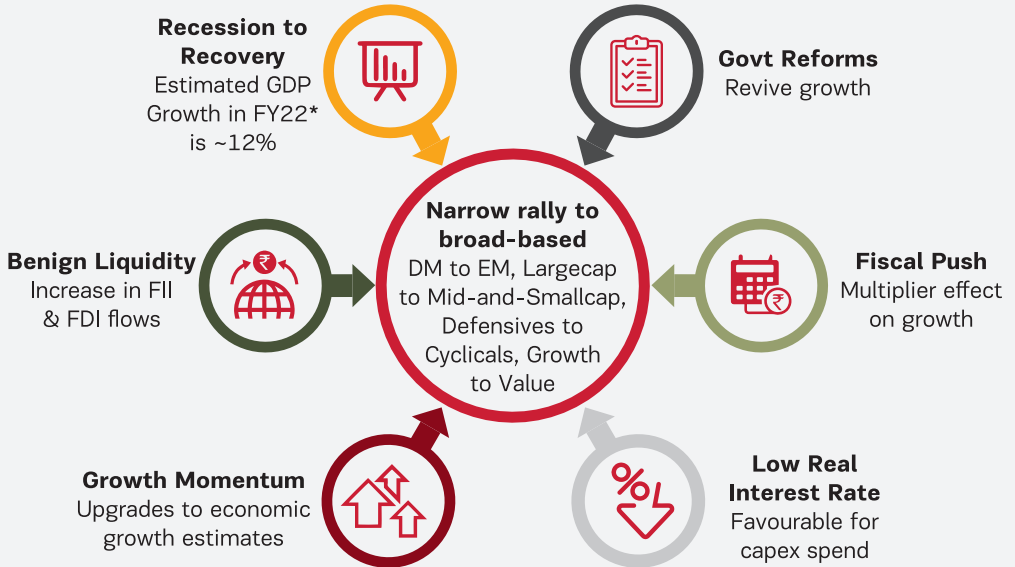 Recession to
Recovery
Estimated GDP
Growth in FY22*
is ~12%
Govt Reforms
Revive growth
Benign Liquidity
Increase in FII
& FDI flows
₹
Narrow rally to
broad-based
DM to EM, Largecap
to Mid-and-Smallcap,
Defensives to
Cyclicals, Growth
to Value
Fiscal Push
Multiplier effect
on growth
₹
Growth Momentum
Upgrades to economic
growth estimates
%
Low Real
Interest Rate
Favourable for
capex spend